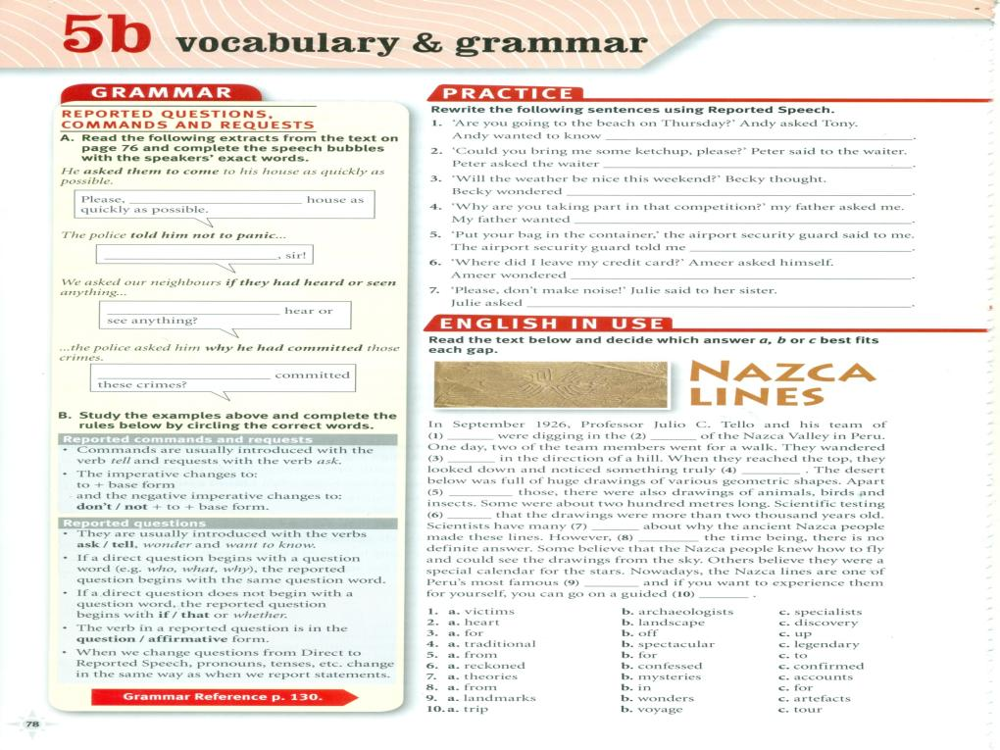 5b vocabulary & grammar
GRAMMAR
REPORTED QUESTIONS,
COMMANDS AND REQUESTS
A. Read the following extracts from the text on
page 76 and complete the speech bubbles
with the speakers' exact words.
He asked them to come to his house as quickly as
possible.
Please, ____________________ house as
quickly as possible.
The police told him not to panic...
____________________, sir!
We asked our neighbours if they had heard or seen
anything...
____________________ hear or
see anything?
...the police asked him why he had committed those
crimes.
____________________ committed
these crimes?
B. Study the examples above and complete the
rules below by circling the correct words.
Reported commands and requests
• Commands are usually introduced with the
verb tell and requests with the verb ask.
• The imperative changes to:
to + base form
and the negative imperative changes to:
don't / not + to + base form.
Reported questions
• They are usually introduced with the verbs
ask / tell, wonder and want to know.
• If a direct question begins with a question
word (e.g. who, what, why), the reported
question begins with the same question word.
• If a direct question does not begin with a
question word, the reported question
begins with if / that or whether.
• The verb in a reported question is in the
question / affirmative form.
• When we change questions from Direct to
Reported Speech, pronouns, tenses, etc. change
in the same way as when we report statements.
Grammar Reference p. 130.
78
PRACTICE
Rewrite the following sentences using Reported Speech.
1. 'Are you going to the beach on Thursday?' Andy asked Tony.
Andy wanted to know ____________________.
2. 'Could you bring me some ketchup, please?' Peter said to the waiter.
Peter asked the waiter ____________________.
3. 'Will the weather be nice this weekend?' Becky thought.
Becky wondered ____________________.
4. 'Why are you taking part in that competition?' my father asked me.
My father wanted ____________________.
5. 'Put your bag in the container,' the airport security guard said to me.
The airport security guard told me ____________________.
6. 'Where did I leave my credit card?' Ameer asked himself.
Ameer wondered ____________________.
7. 'Please, don't make noise!' Julie said to her sister.
Julie asked ____________________.
ENGLISH IN USE
Read the text below and decide which answer a, b or c best fits
each gap.
NAZCA
LINES
In September 1926, Professor Julio C. Tello and his team of
(1) ______ were digging in the (2) ______ of the Nazca Valley in Peru.
One day, two of the team members went for a walk. They wandered
(3) ______ in the direction of a hill. When they reached the top, they
looked down and noticed something truly (4) ________ . The desert
below was full of huge drawings of various geometric shapes. Apart
(5) ________ those, there were also drawings of animals, birds and
insects. Some were about two hundred metres long. Scientific testing
(6) ______ that the drawings were more than two thousand years old.
Scientists have many (7) ______ about why the ancient Nazca people
made these lines. However, (8) ________ the time being, there is no
definite answer. Some believe that the Nazca people knew how to fly
and could see the drawings from the sky. Others believe they were a
special calendar for the stars. Nowadays, the Nazca lines are one of
Peru's most famous (9) _______ and if you want to experience them
for yourself, you can go on a guided (10) _______ .
1. a. victims b. archaeologists c. specialists
2. a. heart b. landscape c. discovery
3. a. for b. off c. up
4. a. traditional b. spectacular c. legendary
5. a. from b. for c. to
6. a. reckoned b. confessed c. confirmed
7. a. theories b. mysteries c. accounts
8. a. from b. in c. for
9. a. landmarks b. wonders c. artefacts
10. a. trip b. voyage c. tour